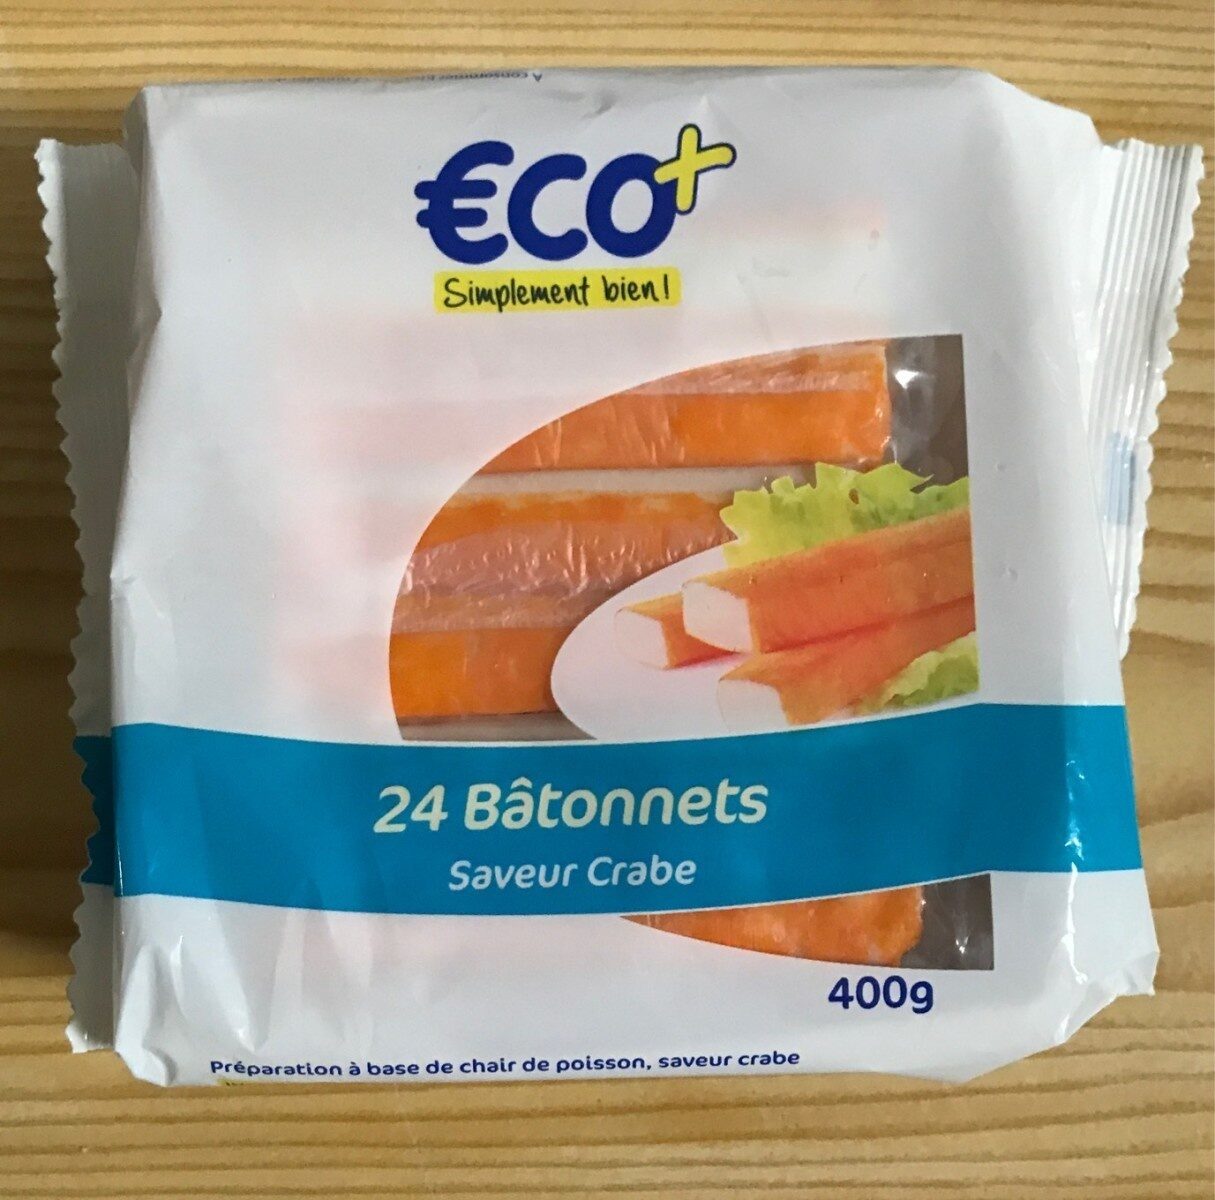 €CO+
Simplement bien!
24 Bâtonnets
Saveur Crabe
400g
Préparation à base de chair de poisson, saveur crabe